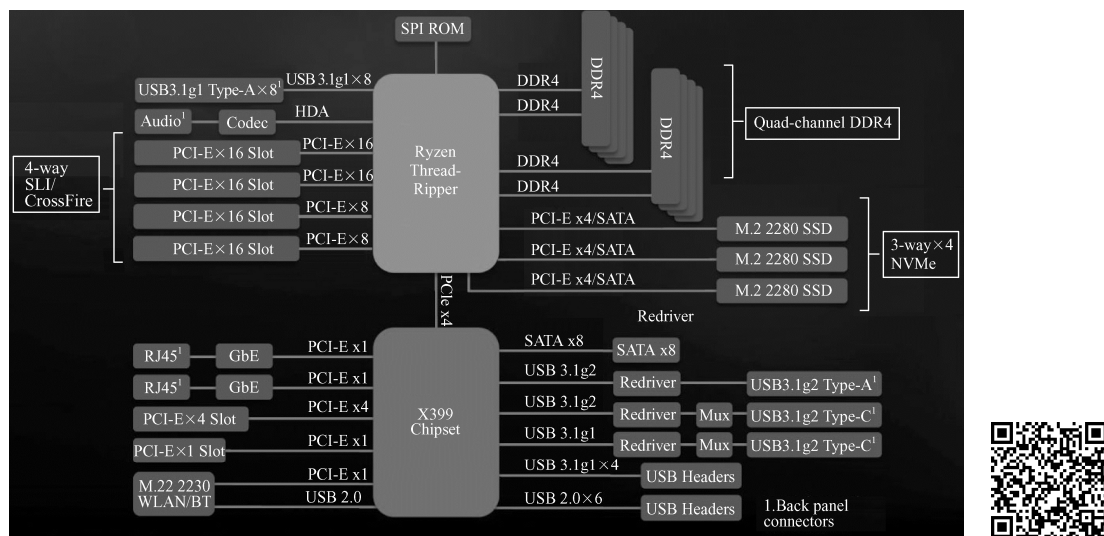 SPI ROM
USB3.1g1 Type-A×8¹
USB 3.1g1×8
Audio¹
Codec
HDA
PCI-E×16 Slot
PCI-E×16
PCI-E×16 Slot
PCI-E×16
PCI-E×16 Slot
PCI-E×8
PCI-E×16 Slot
PCI-E×8
4-way
SLI/
CrossFire
Ryzen
Thread-
Ripper
DDR4
DDR4
DDR4
DDR4
DDR4
DDR4
Quad-channel DDR4
PCI-E x4/SATA
M.2 2280 SSD
PCI-E x4/SATA
M.2 2280 SSD
PCI-E x4/SATA
M.2 2280 SSD
3-way×4
NVMe
PCIe x4
Redriver
RJ45¹
GbE
PCI-E x1
RJ45¹
GbE
PCI-E x1
PCI-E×4 Slot
PCI-E x4
PCI-E×1 Slot
PCI-E x1
M.22 2230
WLAN/BT
PCI-E x1
USB 2.0
X399
Chipset
SATA x8
SATA x8
USB 3.1g2
Redriver
USB3.1g2 Type-A¹
USB 3.1g2
Redriver
Mux
USB3.1g2 Type-C¹
USB 3.1g1
Redriver
Mux
USB3.1g2 Type-C¹
USB 3.1g1×4
USB Headers
USB 2.0×6
USB Headers
1.Back panel
connectors